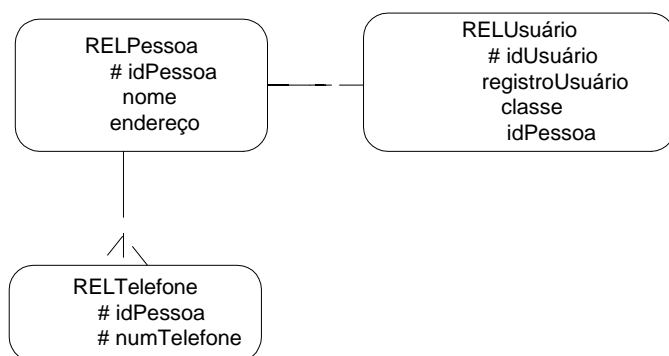 RELPessoa
# idPessoa
nome
endereço
RELUsuário
# idUsuário
registroUsuário
classe
idPessoa
RELTelefone
# idPessoa
# numTelefone